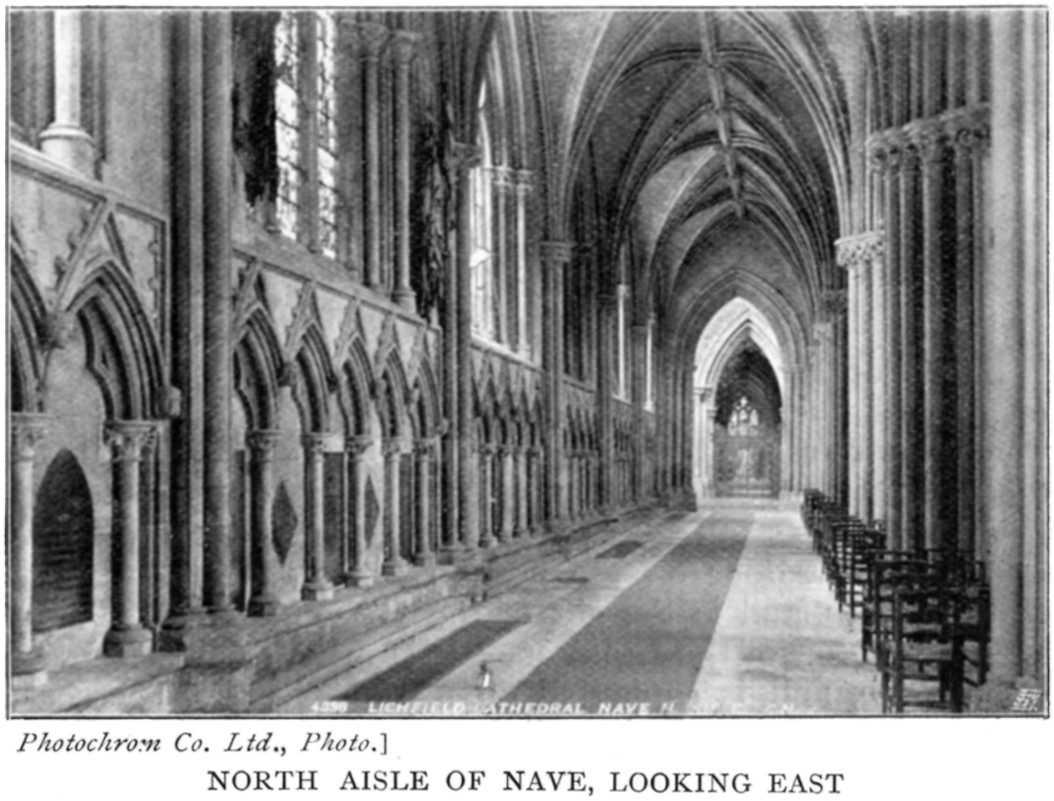 4398 LICHFIELD CATHEDRAL NAVE N.
Photochrom Co. Ltd., Photo.]
NORTH AISLE OF NAVE, LOOKING EAST